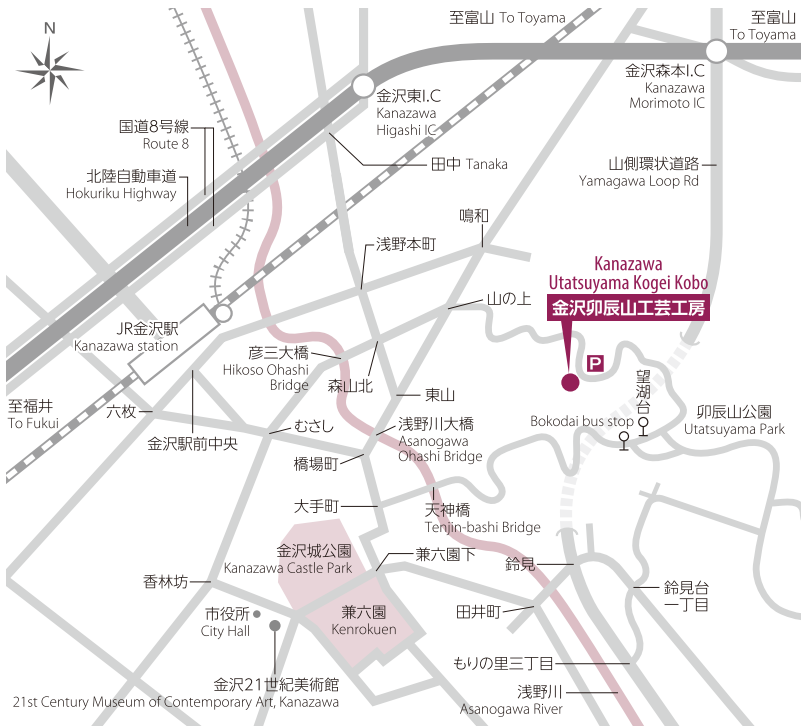 N
至富山 To Toyama
至富山
To Toyama
金沢東I.C
Kanazawa
Higashi IC
金沢森本I.C
Kanazawa
Morimoto IC
国道8号線
Route 8
北陸自動車道
Hokuriku Highway
田中 Tanaka
山側環状道路
Yamagawa Loop Rd
鳴和
浅野本町
Kanazawa
Utatsuyama Kogei Kobo
金沢卯辰山工芸工房
P
山の上
JR金沢駅
Kanazawa station
彦三大橋
Hikoso Ohashi
Bridge
森山北
東山
望湖台
Bokodai bus stop
卯辰山公園
Utatsuyama Park
至福井
To Fukui
六枚
金沢駅前中央
むさし
浅野川大橋
Asanogawa
Ohashi Bridge
橋場町
大手町
天神橋
Tenjin-bashi Bridge
金沢城公園
Kanazawa Castle Park
兼六園下
鈴見
香林坊
市役所
City Hall
兼六園
Kenrokuen
田井町
鈴見台
一丁目
もりの里三丁目
金沢21世紀美術館
21st Century Museum of Contemporary Art, Kanazawa
浅野川
Asanogawa River